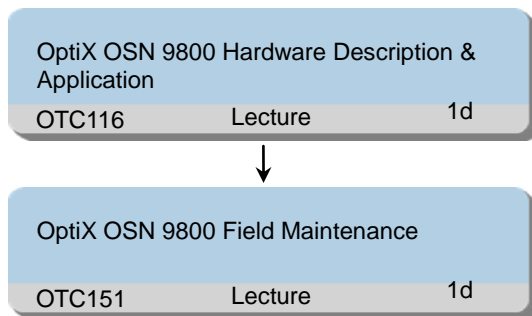 OptiX OSN 9800 Hardware Description &
Application
OTC116 Lecture 1d
OptiX OSN 9800 Field Maintenance
OTC151 Lecture 1d